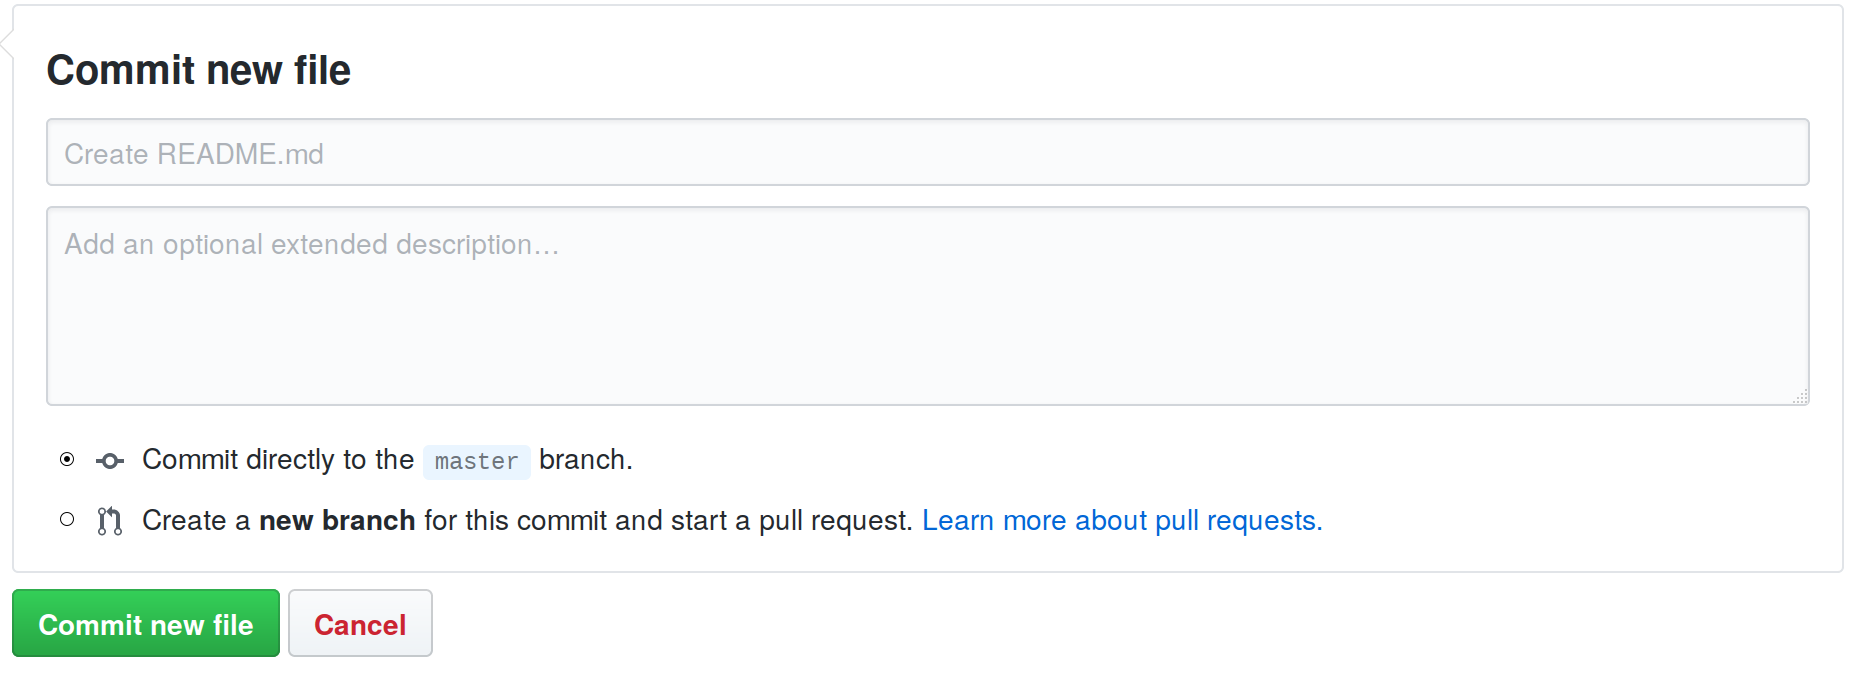 Commit new file
Create README.md
Add an optional extended description…
Commit directly to the master branch.
Create a new branch for this commit and start a pull request. Learn more about pull requests.
Commit new file Cancel